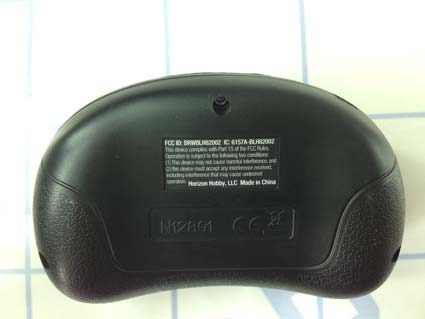 FCC ID: BRWBLH82002 IC: 6157A-BLH82002
This device complies with Part 15 of the FCC Rules.
Operation is subject to the following two conditions:
(1) This device may not cause harmful interference, and
(2) this device must accept any interference received,
including interference that may cause undesired
operation. Horizon Hobby, LLC Made in China
N12891 CE